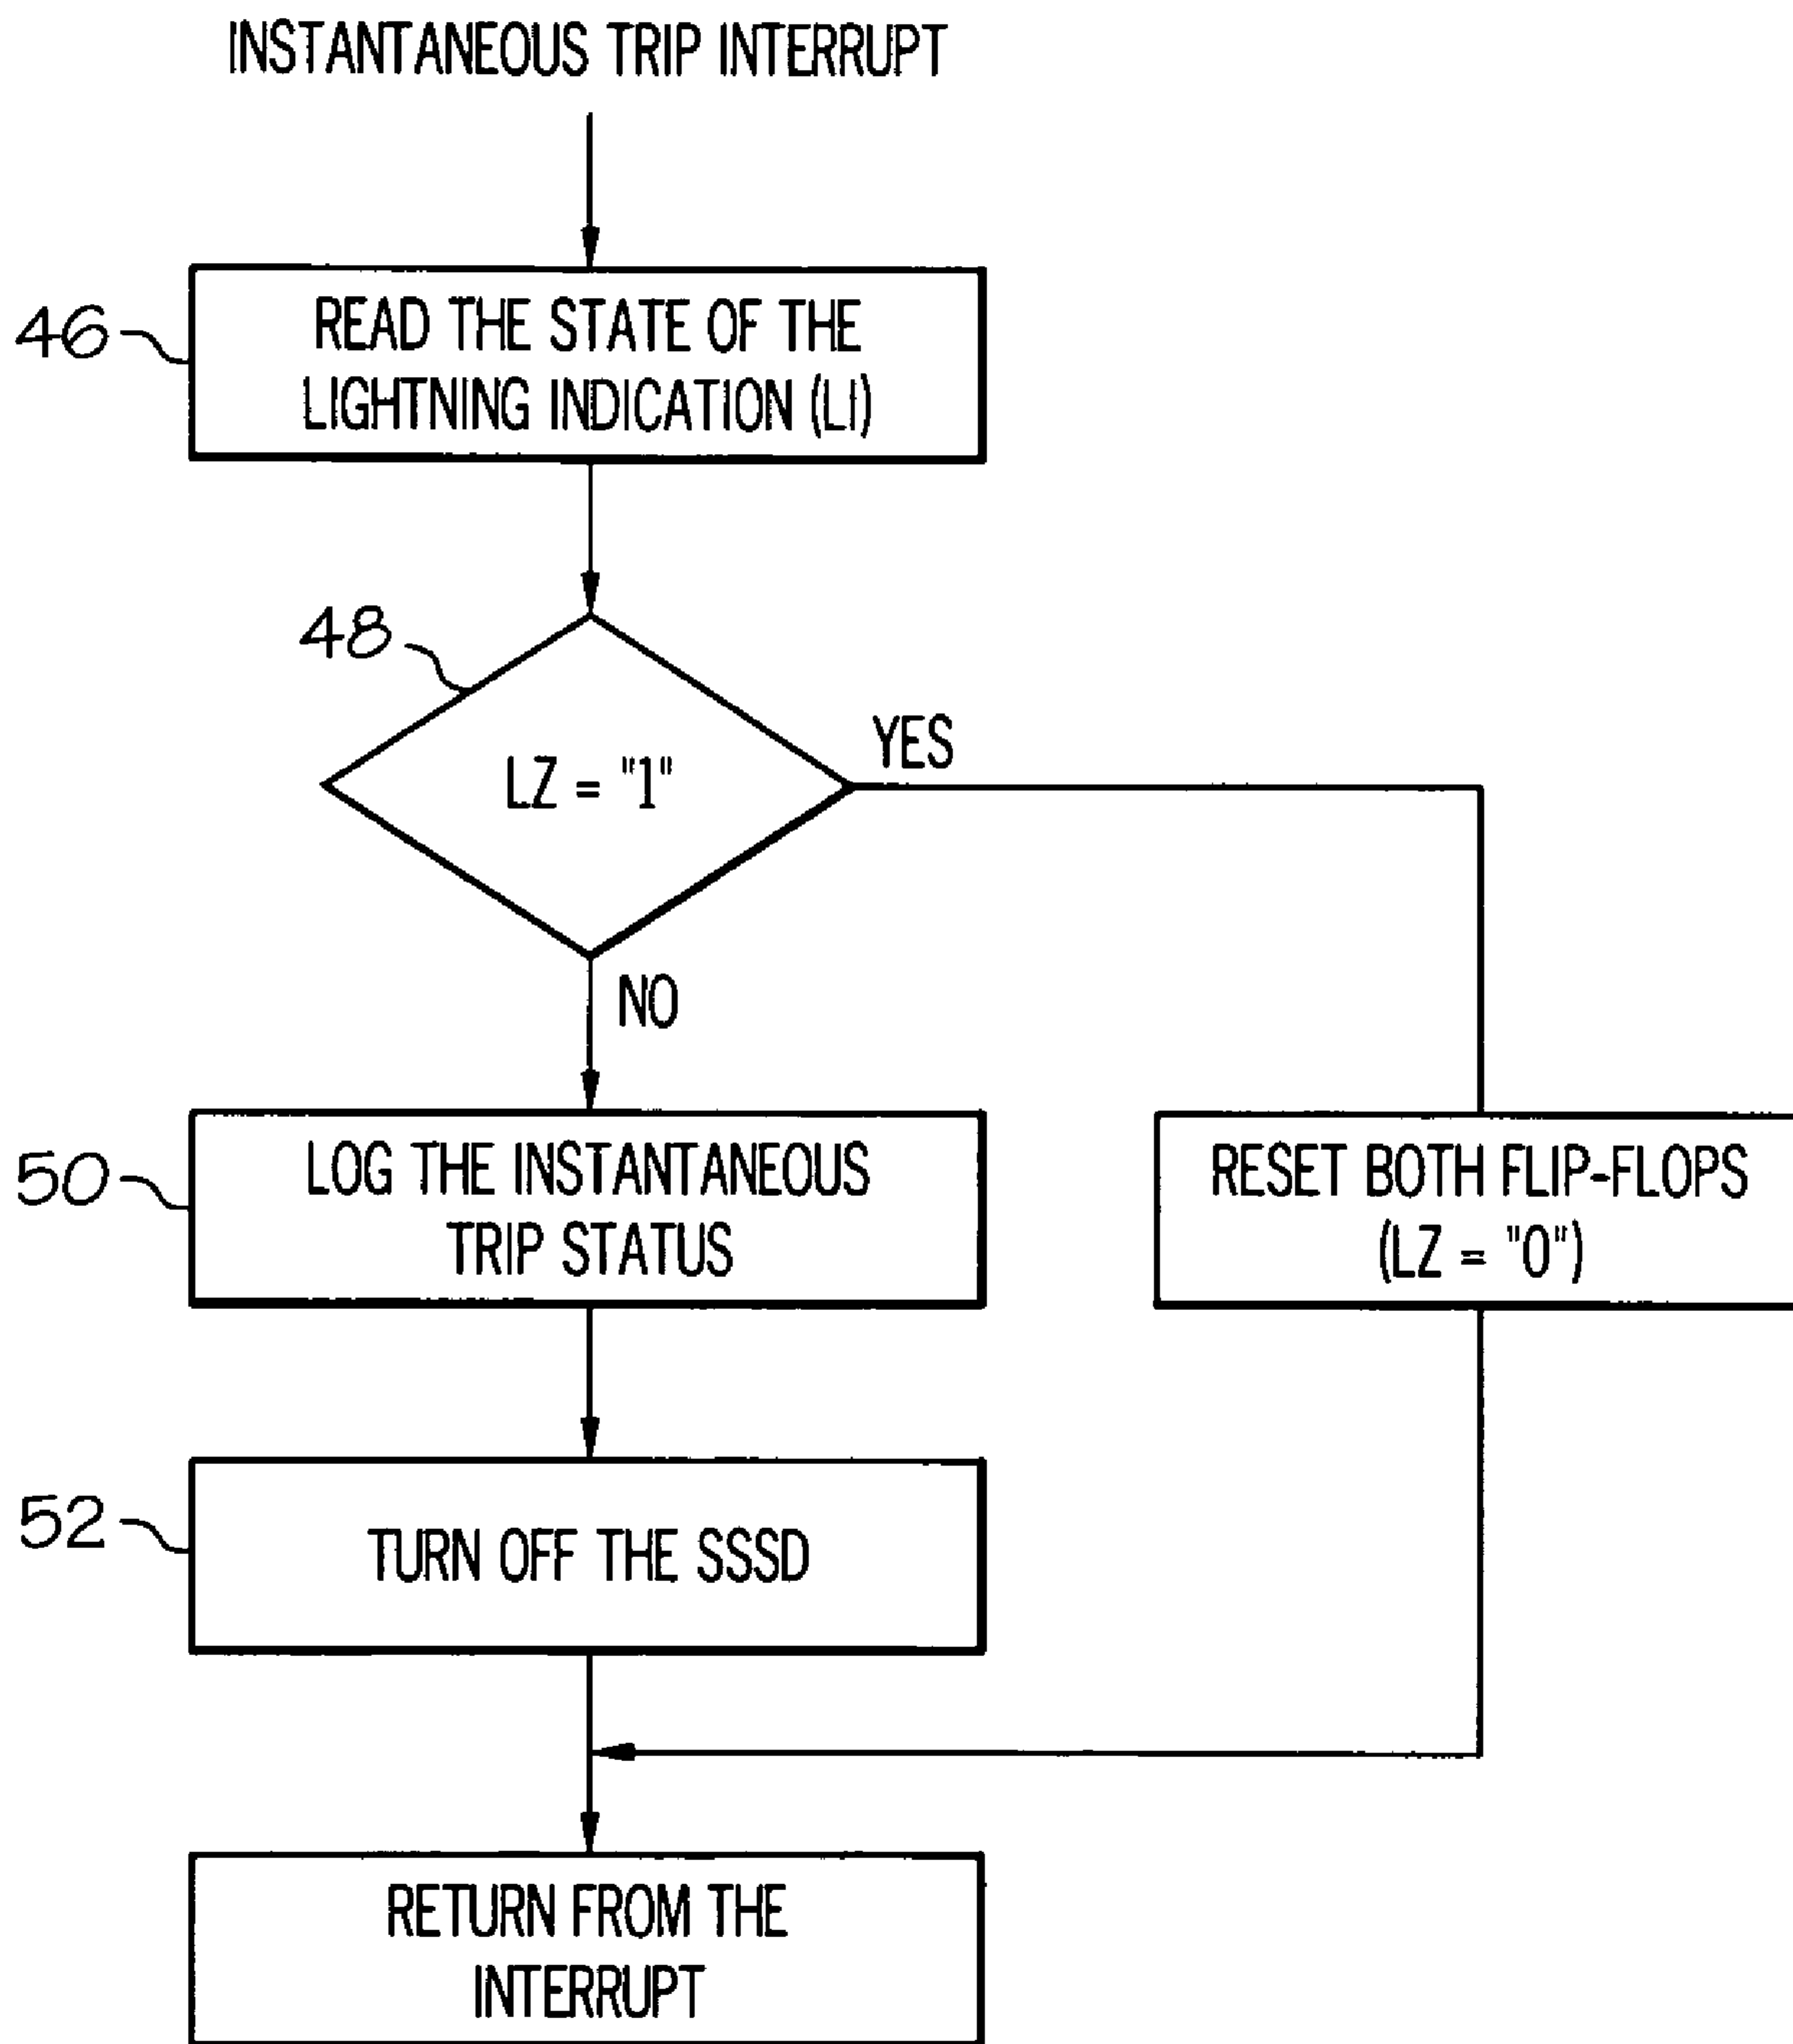 INSTANTANEOUS TRIP INTERRUPT
46
READ THE STATE OF THE
LIGHTNING INDICATION (LI)
48
LZ = "1"
YES
NO
50
LOG THE INSTANTANEOUS
TRIP STATUS
RESET BOTH FLIP-FLOPS
(LZ = "0")
52
TURN OFF THE SSSD
RETURN FROM THE
INTERRUPT